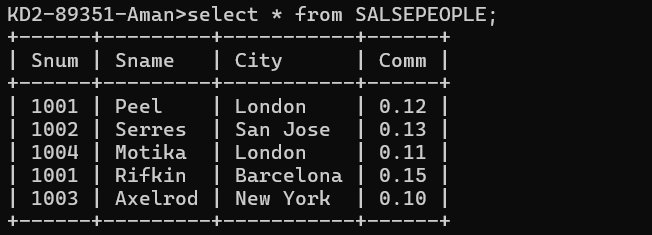 KD2-89351-Aman>select * from SALSEPEOPLE;
+------+---------+-----------+------+
| Snum | Sname   | City      | Comm |
+------+---------+-----------+------+
| 1001 | Peel    | London    | 0.12 |
| 1002 | Serres  | San Jose  | 0.13 |
| 1004 | Motika  | London    | 0.11 |
| 1001 | Rifkin  | Barcelona | 0.15 |
| 1003 | Axelrod | New York  | 0.10 |
+------+---------+-----------+------+